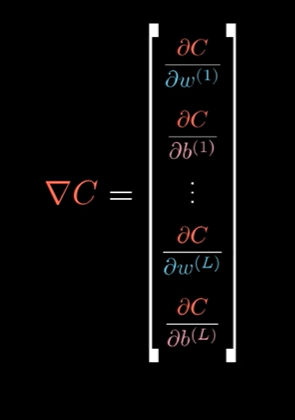 ∇C = [
∂C
∂w⁽¹⁾
∂C
∂b⁽¹⁾
⋮
∂C
∂w⁽ᴸ⁾
∂C
∂b⁽ᴸ⁾
]